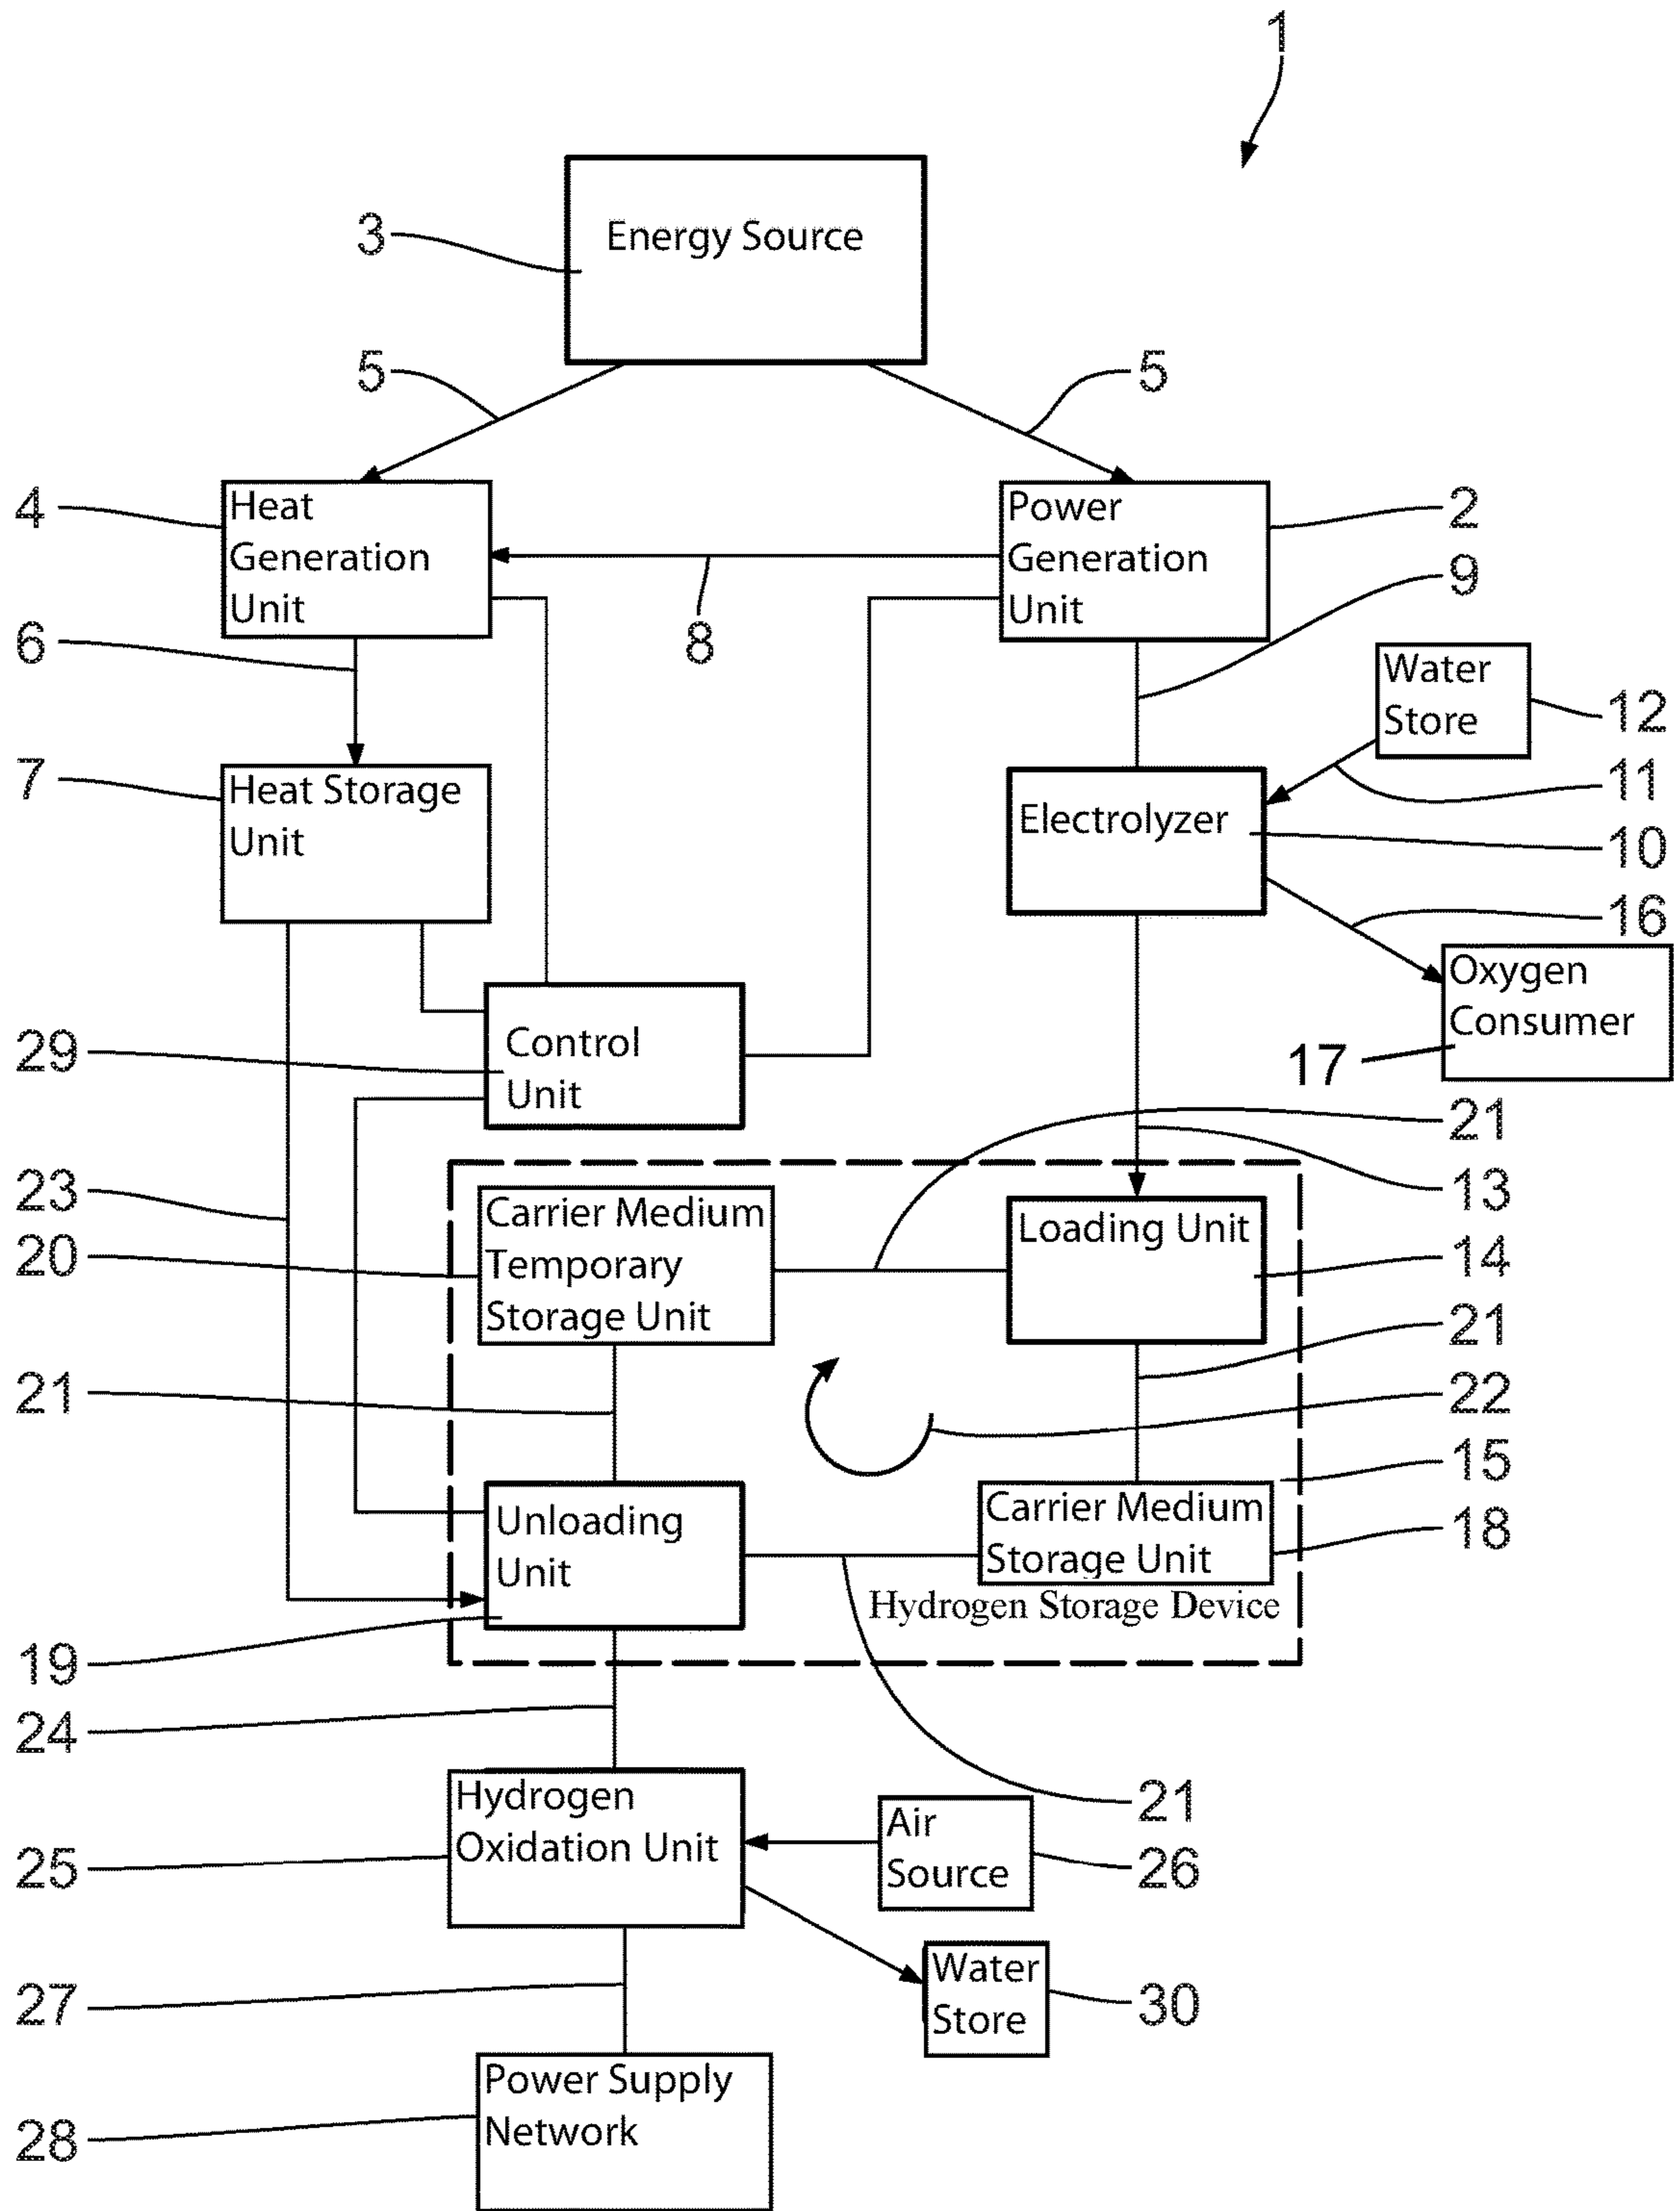 1
3
Energy Source
5
5
4
Heat
Generation
Unit
Power
Generation
Unit
2
9
6
8
Water
Store
12
7
Heat Storage
Unit
11
Electrolyzer
10
16
Oxygen
Consumer
17
29
Control
Unit
21
23
13
Carrier Medium
Temporary
Storage Unit
Loading Unit
20
14
21
21
22
15
Unloading
Unit
Carrier Medium
Storage Unit
18
Hydrogen Storage Device
19
24
Hydrogen
Oxidation Unit
21
Air
Source
25
26
Water
Store
27
30
Power Supply
Network
28